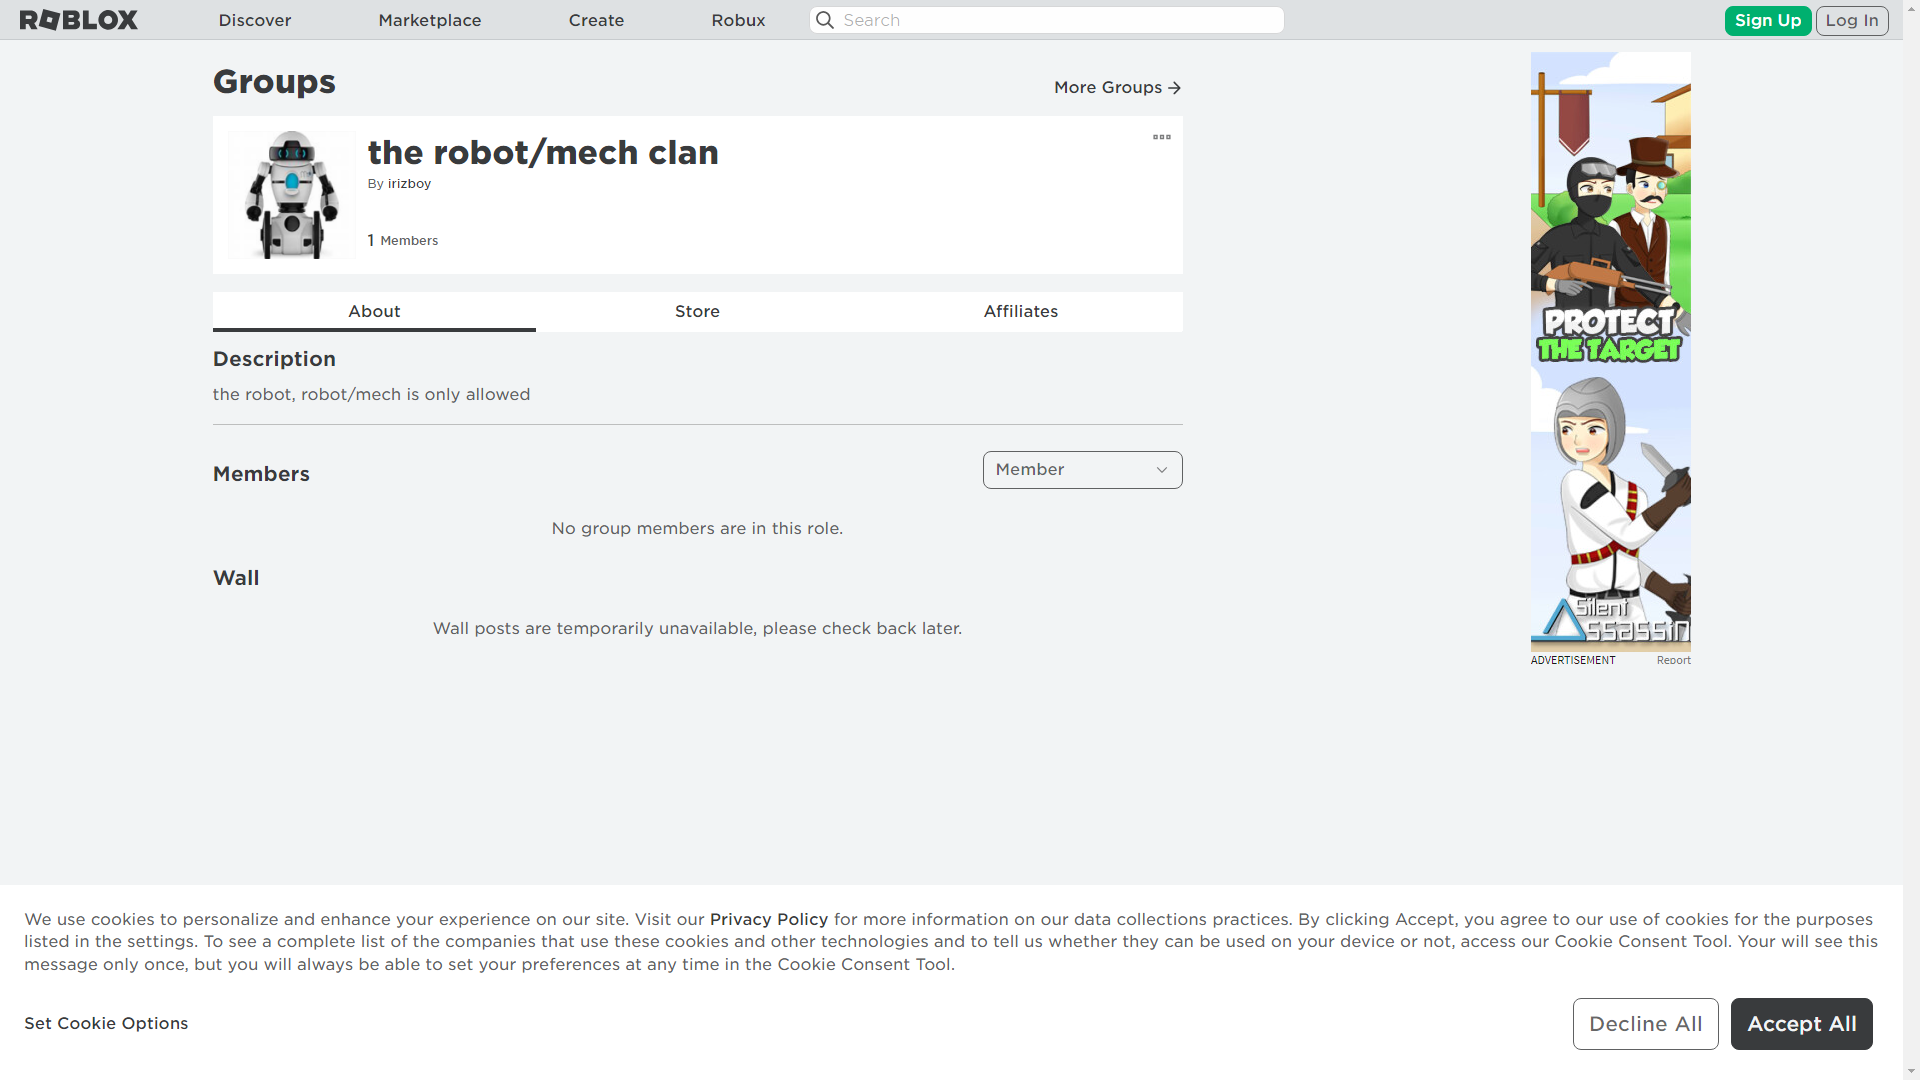 ROBLOX
Discover
Marketplace
Create
Robux
Search
Sign Up
Log In
Groups
More Groups
the robot/mech clan
By irizboy
1 Members
About
Store
Affiliates
Description
the robot, robot/mech is only allowed
Members
Member
No group members are in this role.
Wall
Wall posts are temporarily unavailable, please check back later.
PROTECT
THE TARGET
Silent
Assassin
ADVERTISEMENT
Report
We use cookies to personalize and enhance your experience on our site. Visit our Privacy Policy for more information on our data collections practices. By clicking Accept, you agree to our use of cookies for the purposes
listed in the settings. To see a complete list of the companies that use these cookies and other technologies and to tell us whether they can be used on your device or not, access our Cookie Consent Tool. Your will see this
message only once, but you will always be able to set your preferences at any time in the Cookie Consent Tool.
Set Cookie Options
Decline All
Accept All